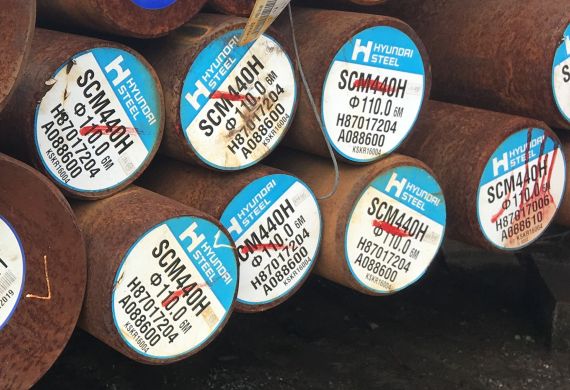 HYUNDAI
STEEL
SCM440H
Φ110.0 6M
H87017204
A088600
KSKR16004
HYUNDAI
STEEL
SCM440H
Φ110.0 6M
H87017204
A088600
KSKR16004
HYUNDAI
STEEL
SCM440H
Φ110.0 6M
H87017204
A088600
KSKR16004
HYUNDAI
STEEL
SCM440H
Φ110.0 6M
H87017204
A088600
KSKR16004
HYUNDAI
STEEL
SCM440H
Φ110.0 6M
H87017204
A088600
KSKR16004
HYUNDAI
STEEL
SCM440H
Φ110.0 6M
H87017204
A088600
KSKR16004
HYUNDAI
STEEL
SCM440H
Φ110.0 6M
H87017006
A088610
KSKR16004
2019